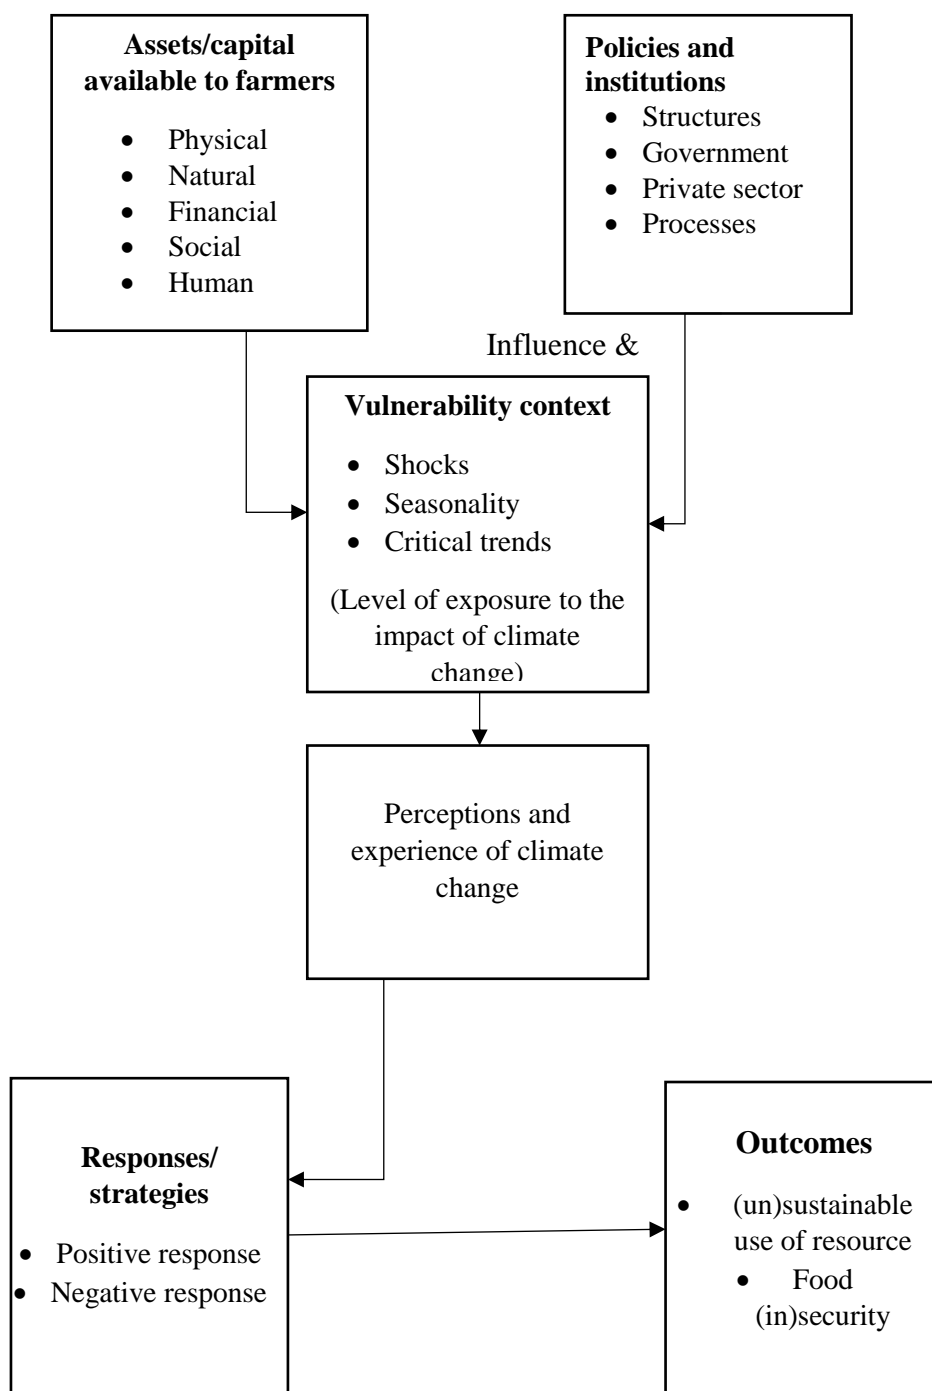 Assets/capital
available to farmers
• Physical
• Natural
• Financial
• Social
• Human
Policies and
institutions
• Structures
• Government
• Private sector
• Processes
Influence &
Vulnerability context
• Shocks
• Seasonality
• Critical trends
(Level of exposure to the
impact of climate
change)
Perceptions and
experience of climate
change
Responses/
strategies
• Positive response
• Negative response
Outcomes
• (un)sustainable
use of resource
• Food
(in)security